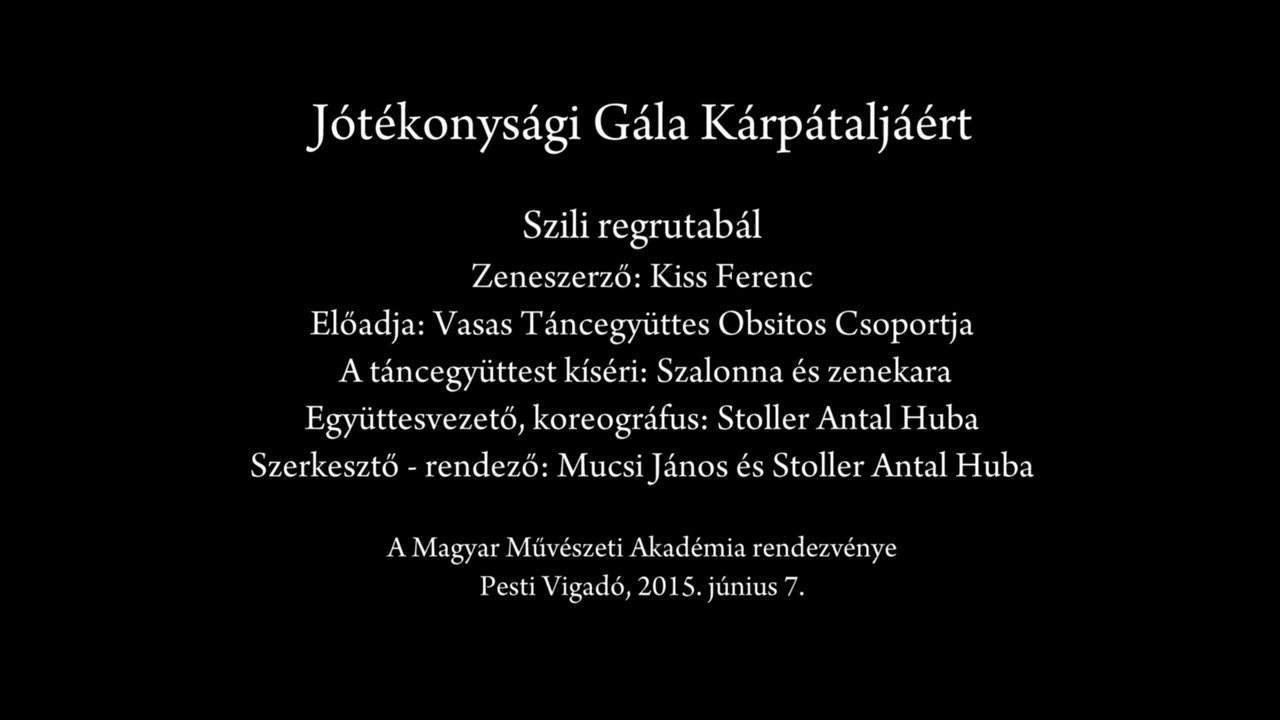 Jótékonysági Gála Kárpátaljáért
Szili regrutabál
Zeneszerző: Kiss Ferenc
Előadja: Vasas Táncegyüttes Obsitos Csoportja
A táncegyüttest kíséri: Szalonna és zenekara
Együttesvezető, koreográfus: Stoller Antal Huba
Szerkesztő - rendező: Mucsi János és Stoller Antal Huba
A Magyar Művészeti Akadémia rendezvénye
Pesti Vigadó, 2015. június 7.